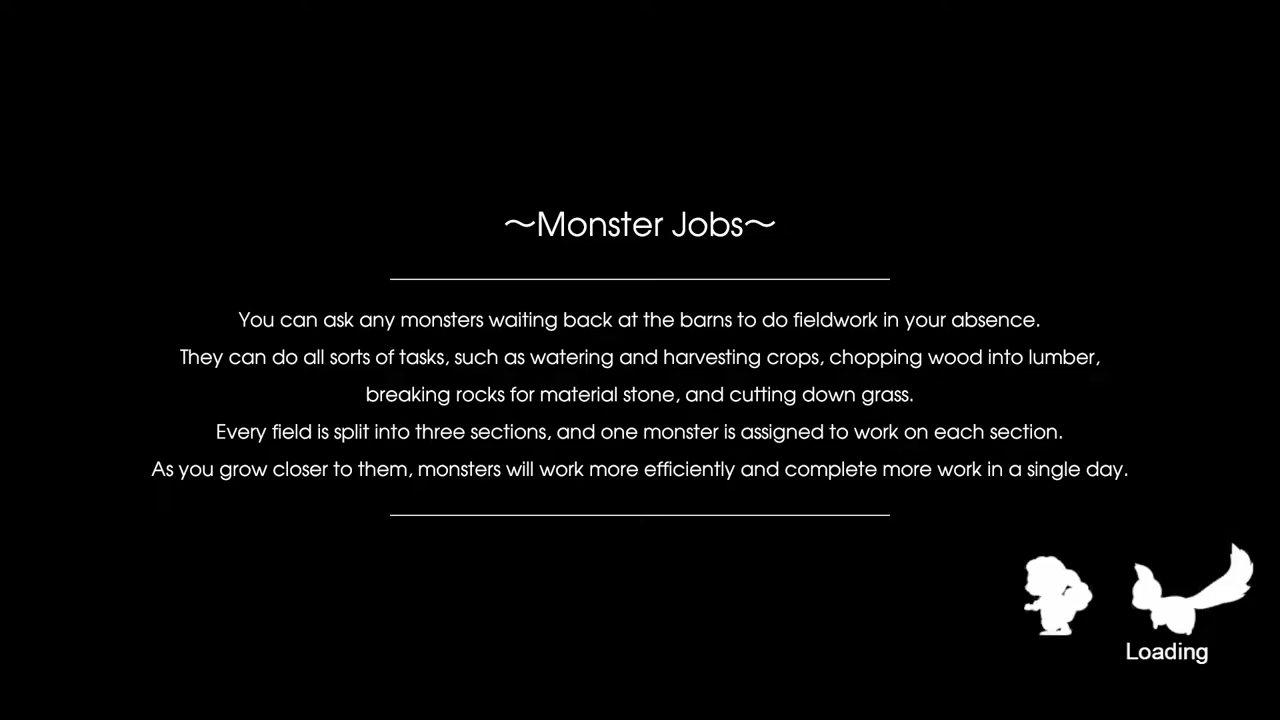 ～Monster Jobs～
You can ask any monsters waiting back at the barns to do fieldwork in your absence.
They can do all sorts of tasks, such as watering and harvesting crops, chopping wood into lumber,
breaking rocks for material stone, and cutting down grass.
Every field is split into three sections, and one monster is assigned to work on each section.
As you grow closer to them, monsters will work more efficiently and complete more work in a single day.
Loading